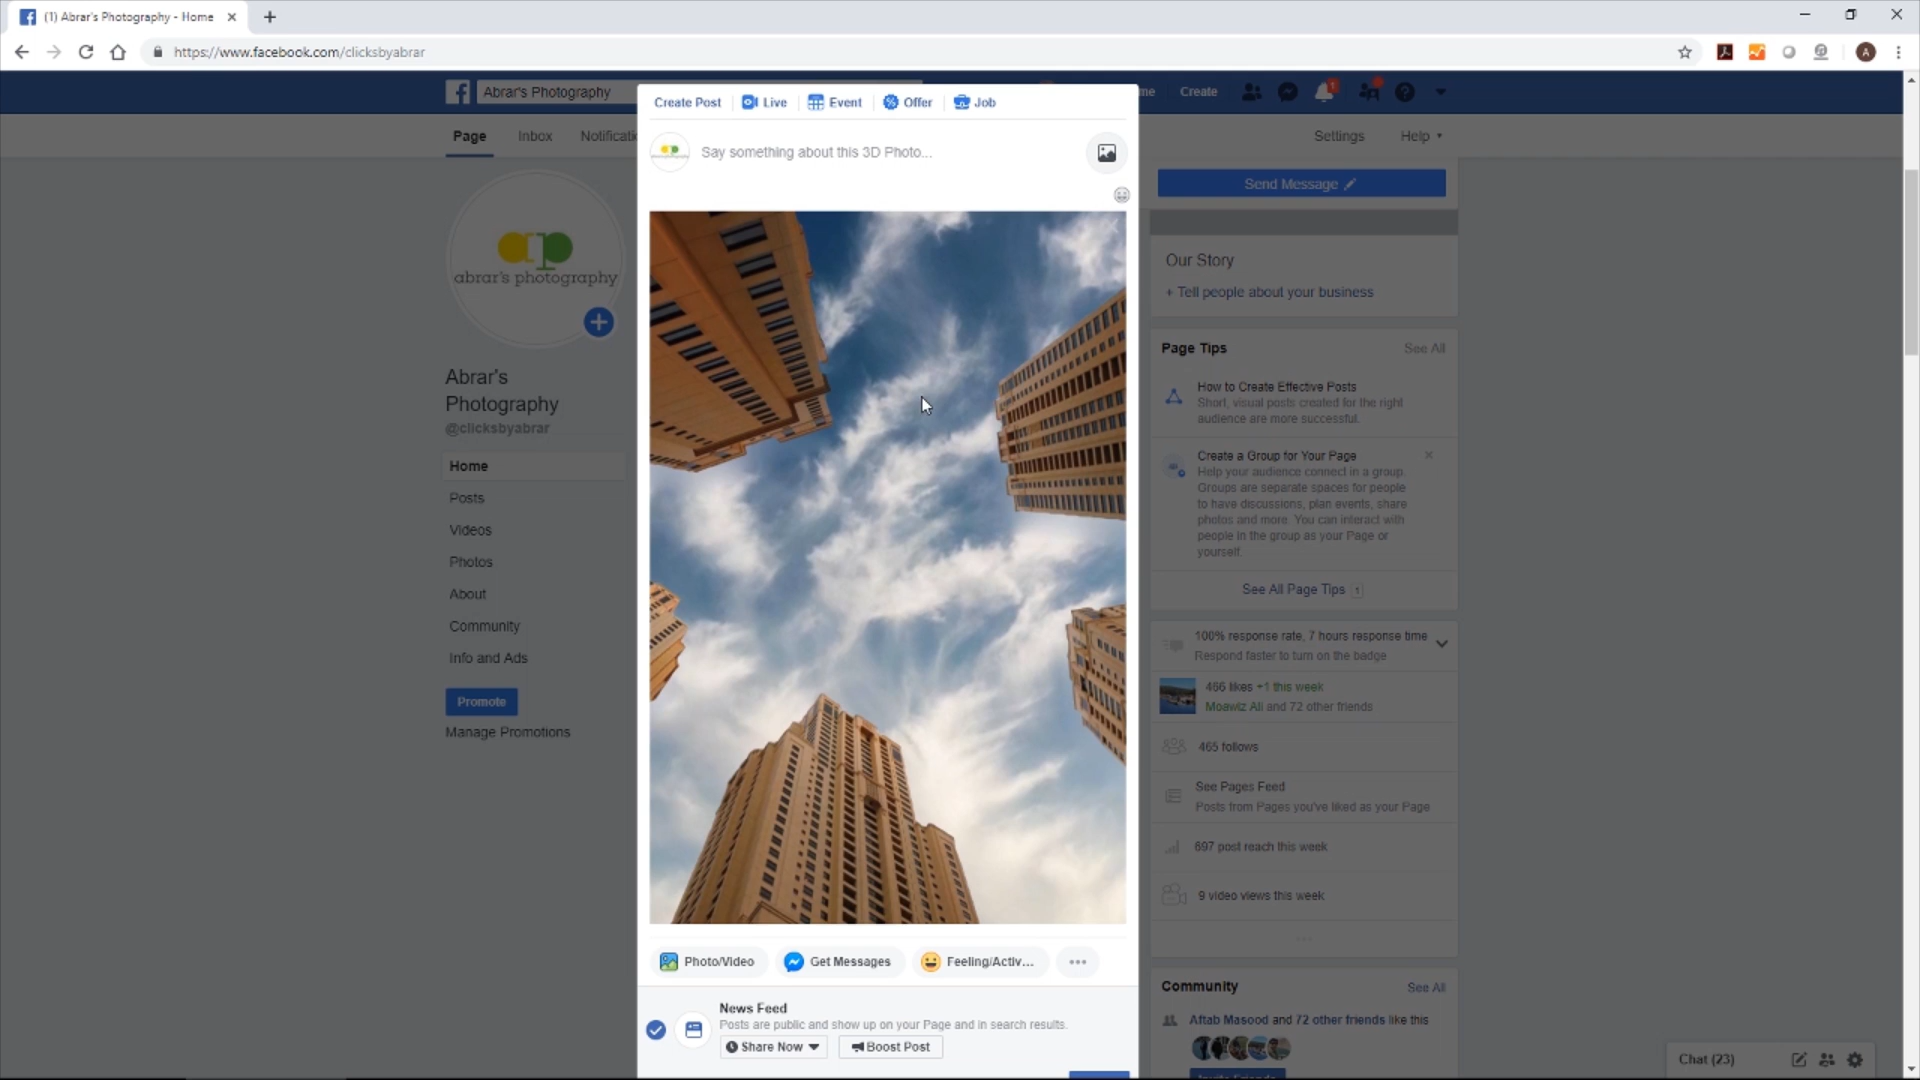 (1) Abrar's Photography - Home
https://www.facebook.com/clicksbyabrar
A
Abrar's Photography
me
Create
1
Page
Inbox
Notificati
Settings
Help
abrar's photography
Abrar's
Photography
@clicksbyabrar
Home
Posts
Videos
Photos
About
Community
Info and Ads
Promote
Manage Promotions
Create Post
Live
Event
Offer
Job
Say something about this 3D Photo...
Photo/Video
Get Messages
Feeling/Activ...
News Feed
Posts are public and show up on your Page and in search results.
Share Now
Boost Post
Send Message
Our Story
+ Tell people about your business
Page Tips
See All
How to Create Effective Posts
Short, visual posts created for the right
audience are more successful.
Create a Group for Your Page
Help your audience connect in a group.
Groups are separate spaces for people
to have discussions, plan events, share
photos and more. You can interact with
people in the group as your Page or
yourself.
See All Page Tips 1
100% response rate, 7 hours response time
Respond faster to turn on the badge
466 likes +1 this week
Moawiz Ali and 72 other friends
465 follows
See Pages Feed
Posts from Pages you've liked as your Page
697 post reach this week
9 video views this week
Community
See All
Aftab Masood and 72 other friends like this
Invite Friends
Chat (23)